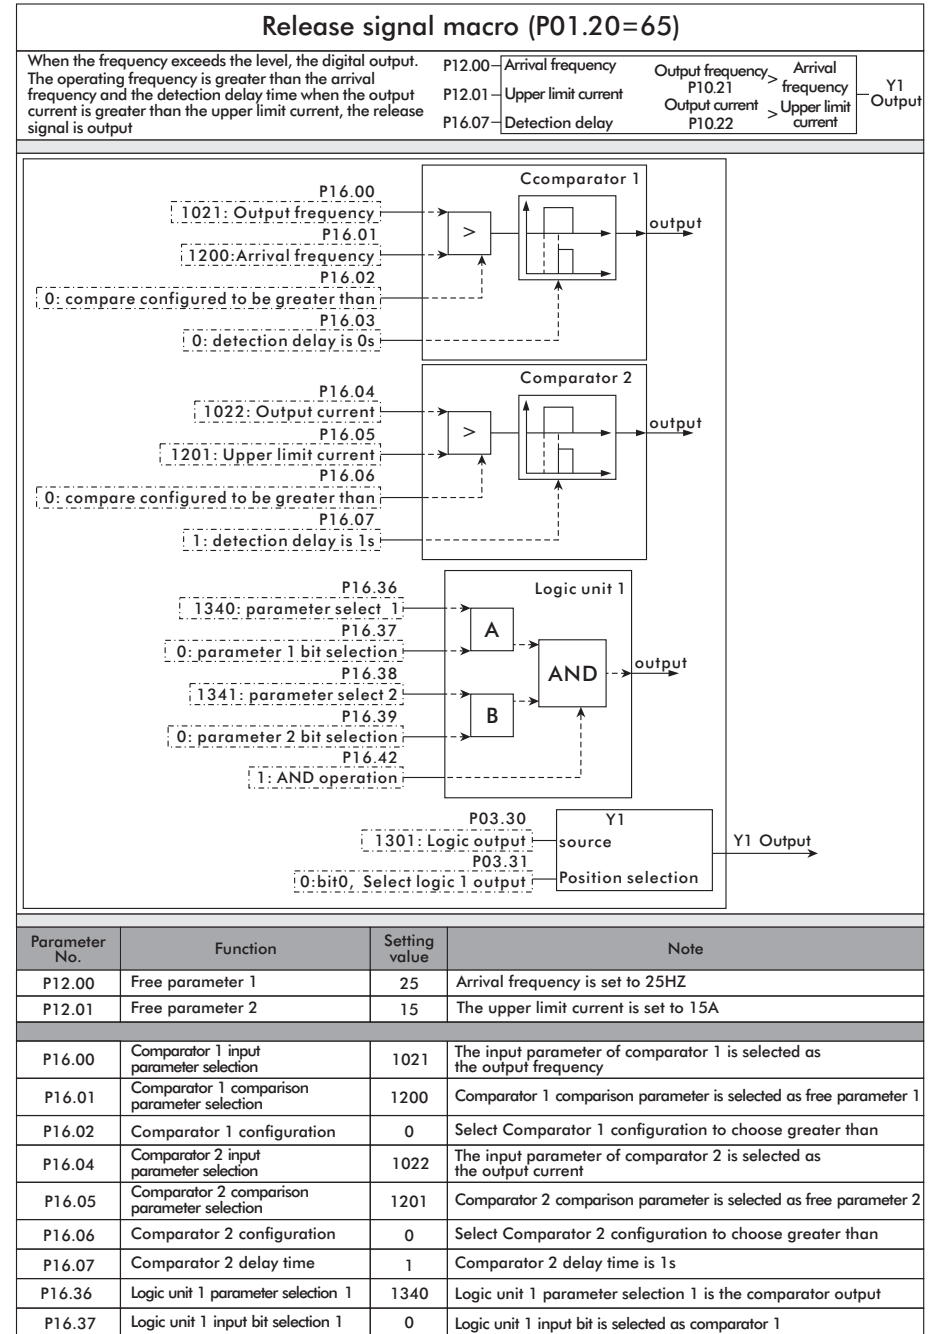 Release signal macro (P01.20=65)
When the frequency exceeds the level, the digital output.
The operating frequency is greater than the arrival
frequency and the detection delay time when the output
current is greater than the upper limit current, the release
signal is output
P12.00 Arrival frequency
P12.01 Upper limit current
P16.07 Detection delay
Output frequency > Arrival
P10.21 frequency
Output current > Upper limit
P10.22 current
Y1
Output
Ccomparator 1
P16.00
1021: Output frequency
P16.01
1200:Arrival frequency
P16.02
0: compare configured to be greater than
P16.03
0: detection delay is 0s
>
output
Comparator 2
P16.04
1022: Output current
P16.05
1201: Upper limit current
P16.06
0: compare configured to be greater than
P16.07
1: detection delay is 1s
>
output
Logic unit 1
P16.36
1340: parameter select 1
P16.37
0: parameter 1 bit selection
P16.38
1341: parameter select 2
P16.39
0: parameter 2 bit selection
P16.42
1: AND operation
A
B
AND
output
P03.30
1301: Logic output
P03.31
0:bit0, Select logic 1 output
Y1
source
Position selection
Y1 Output
Parameter No. Function Setting value Note
P12.00 Free parameter 1 25 Arrival frequency is set to 25HZ
P12.01 Free parameter 2 15 The upper limit current is set to 15A
P16.00 Comparator 1 input parameter selection 1021 The input parameter of comparator 1 is selected as the output frequency
P16.01 Comparator 1 comparison parameter selection 1200 Comparator 1 comparison parameter is selected as free parameter 1
P16.02 Comparator 1 configuration 0 Select Comparator 1 configuration to choose greater than
P16.04 Comparator 2 input parameter selection 1022 The input parameter of comparator 2 is selected as the output current
P16.05 Comparator 2 comparison parameter selection 1201 Comparator 2 comparison parameter is selected as free parameter 2
P16.06 Comparator 2 configuration 0 Select Comparator 2 configuration to choose greater than
P16.07 Comparator 2 delay time 1 Comparator 2 delay time is 1s
P16.36 Logic unit 1 parameter selection 1 1340 Logic unit 1 parameter selection 1 is the comparator output
P16.37 Logic unit 1 input bit selection 1 0 Logic unit 1 input bit is selected as comparator 1